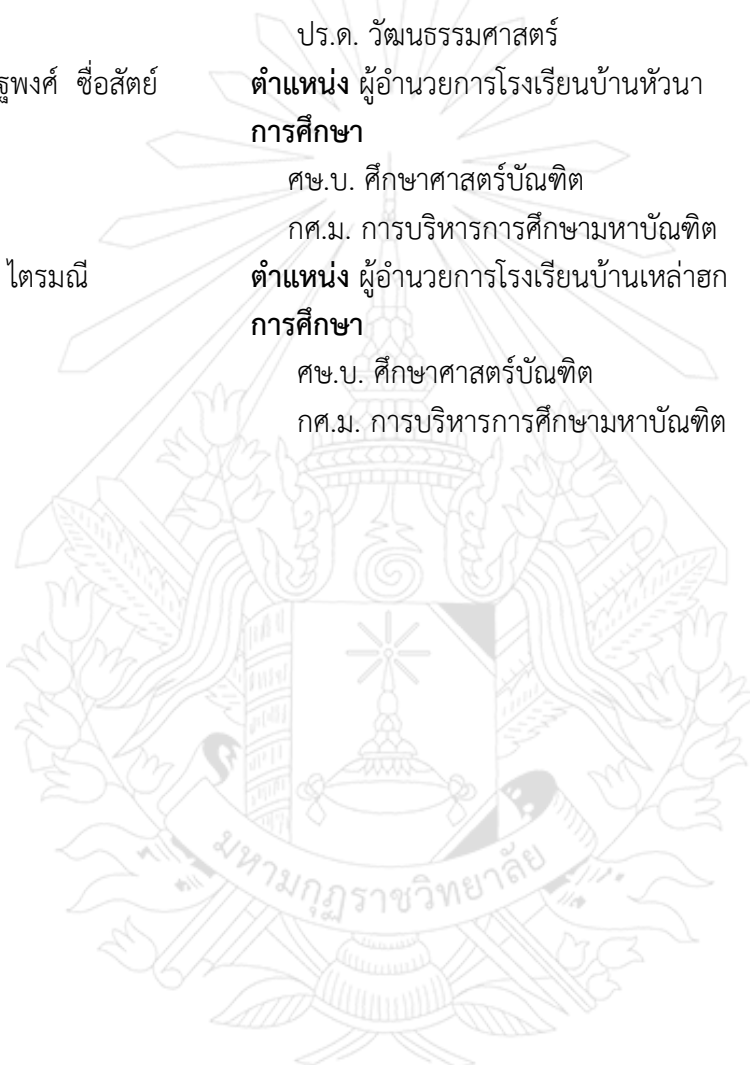 ปร.ด. วัฒนธรรมศาสตร์
ฐพงศ์ ซื่อสัตย์ ตำแหน่ง ผู้อำนวยการโรงเรียนบ้านหัวนา
การศึกษา
ศษ.บ. ศึกษาศาสตร์บัณฑิต
กศ.ม. การบริหารการศึกษามหาบัณฑิต
ไตรมณี ตำแหน่ง ผู้อำนวยการโรงเรียนบ้านเหล่าฮก
การศึกษา
ศษ.บ. ศึกษาศาสตร์บัณฑิต
กศ.ม. การบริหารการศึกษามหาบัณฑิต
มหามกุฏราชวิทยาลัย